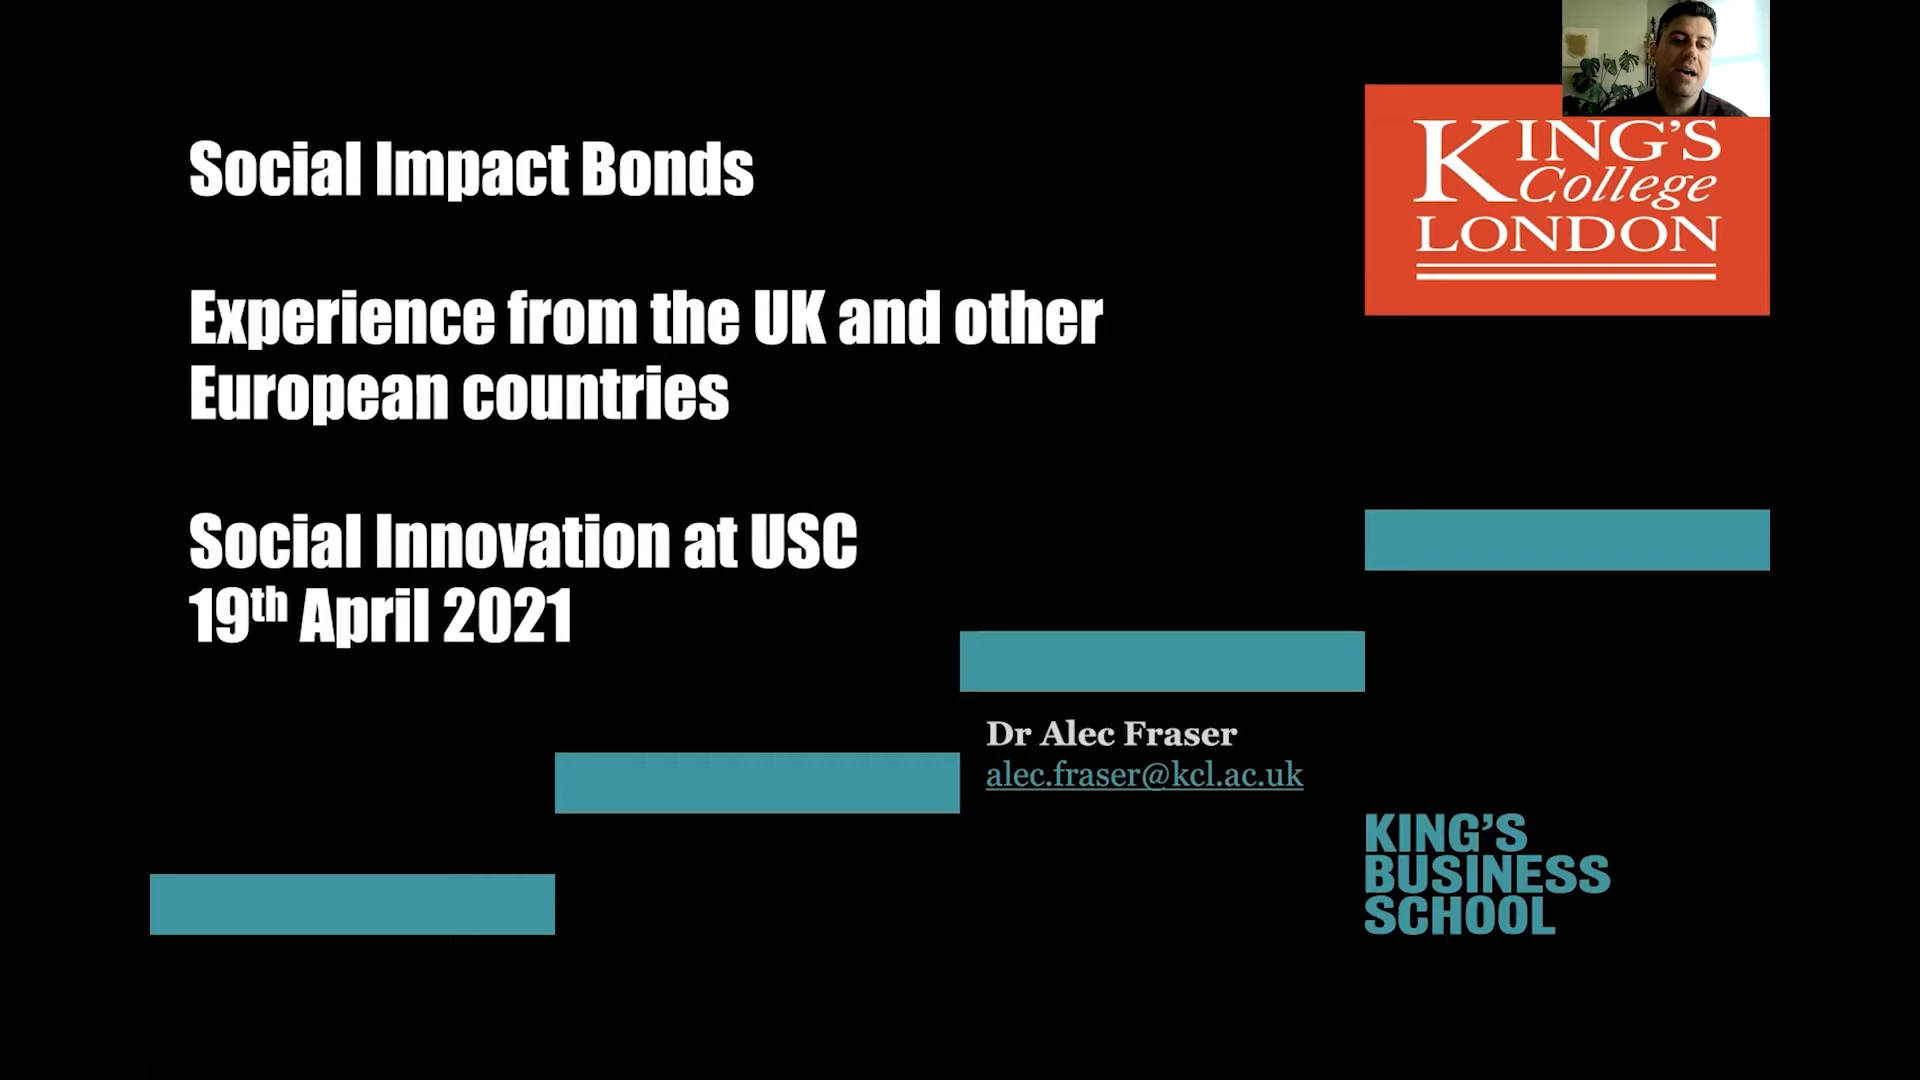 Social Impact Bonds
Experience from the UK and other
European countries
Social Innovation at USC
19th April 2021
KING'S
College
LONDON
Dr Alec Fraser
alec.fraser@kcl.ac.uk
KING'S
BUSINESS
SCHOOL